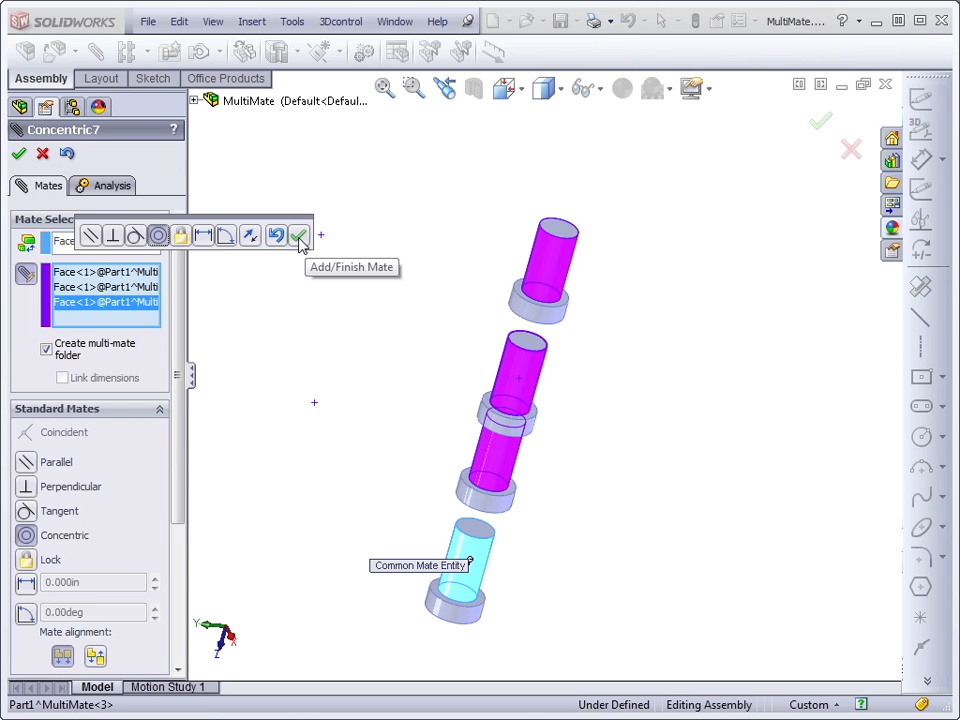 SOLIDWORKS File Edit View Insert Tools 3Dcontrol Window Help MultiMate....
Assembly Layout Sketch Office Products
MultiMate (Default<Defaul...
Concentric7 ?
Mates Analysis
Mate Selec
Face
Add/Finish Mate
Face<1>@Part1^Multi
Face<1>@Part1^Multi
Face<1>@Part1^Multi
Create multi-mate
folder
Link dimensions
Standard Mates
Coincident
Parallel
Perpendicular
Tangent
Concentric
Lock
0.000in
0.00deg
Mate alignment:
Common Mate Entity
Y
X
Z
3D
Model Motion Study 1
Part1^MultiMate<3> Under Defined Editing Assembly Custom ?